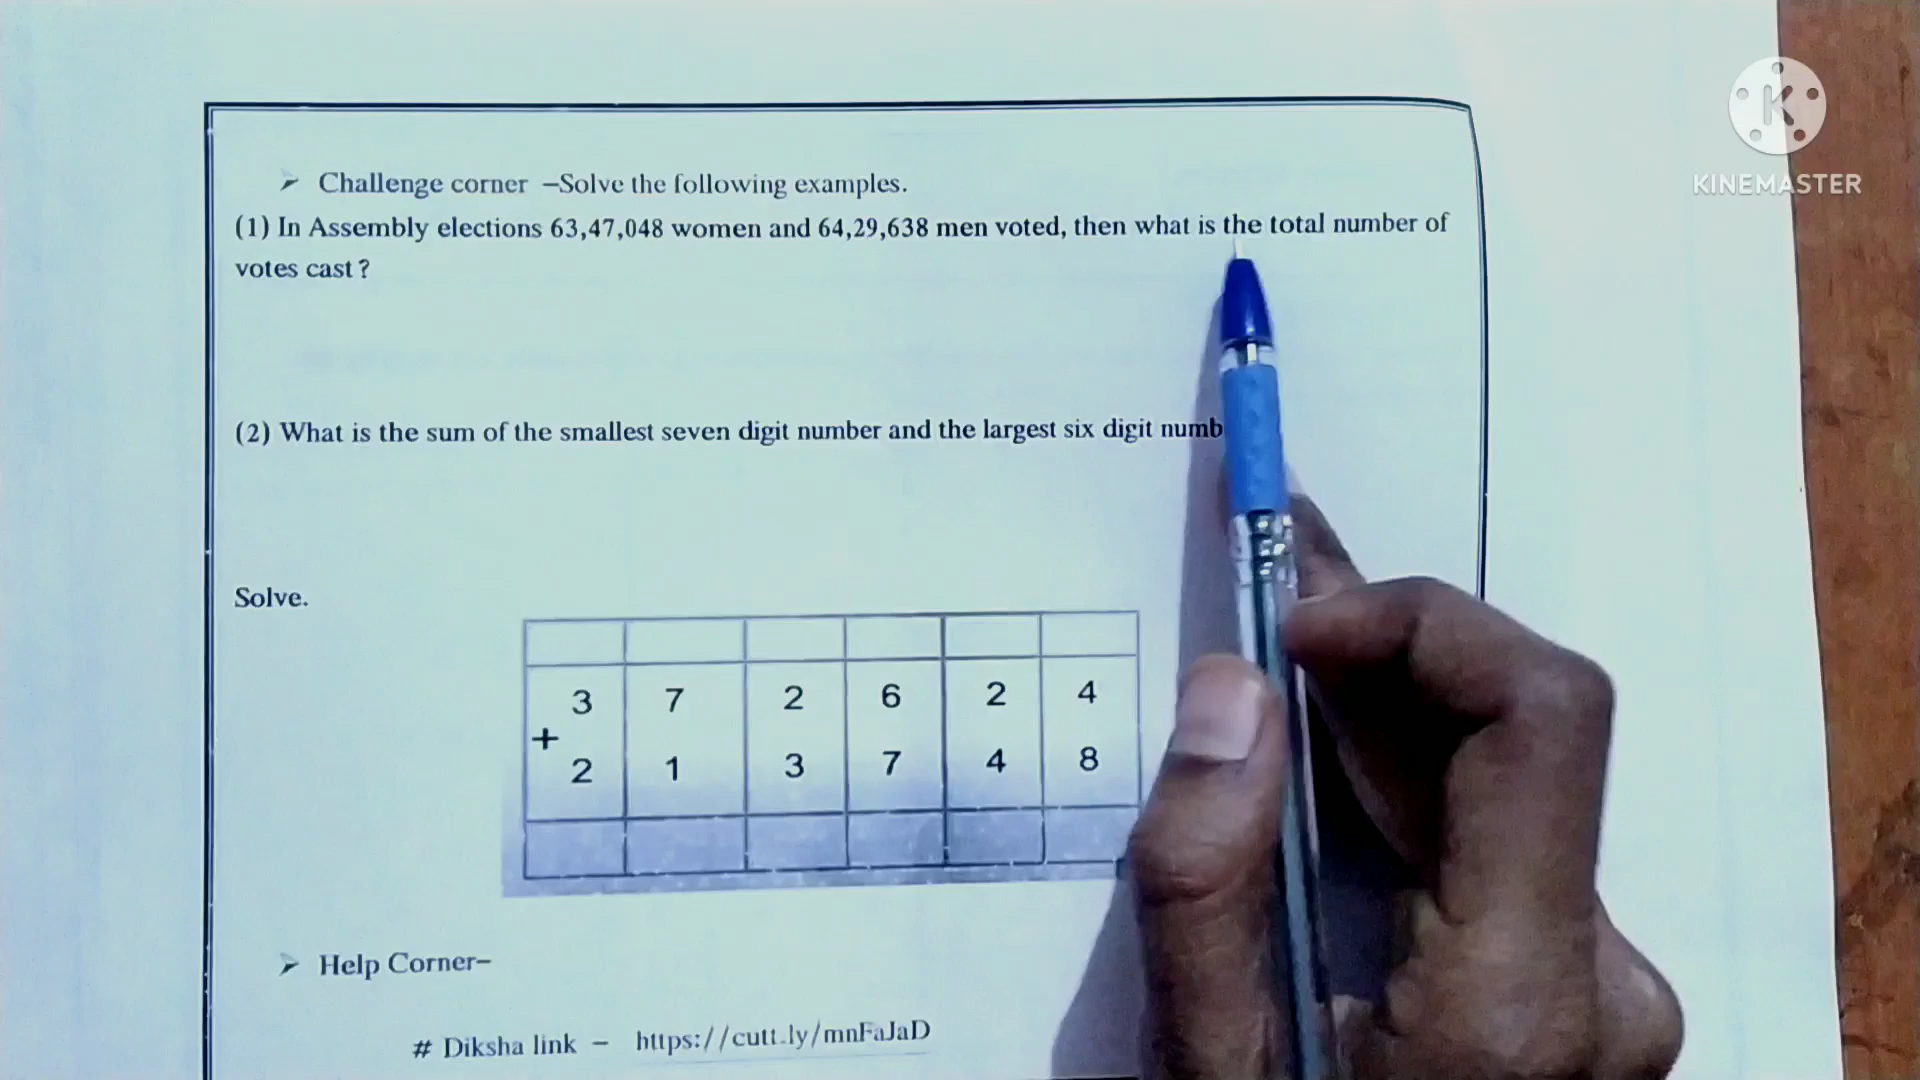 KINEMASTER
➢ Challenge corner –Solve the following examples.
(1) In Assembly elections 63,47,048 women and 64,29,638 men voted, then what is the total number of
votes cast ?
(2) What is the sum of the smallest seven digit number and the largest six digit numb
Solve.
3 7 2 6 2 4
+
2 1 3 7 4 8
➢ Help Corner–
# Diksha link – https://cutt.ly/mnFaJaD